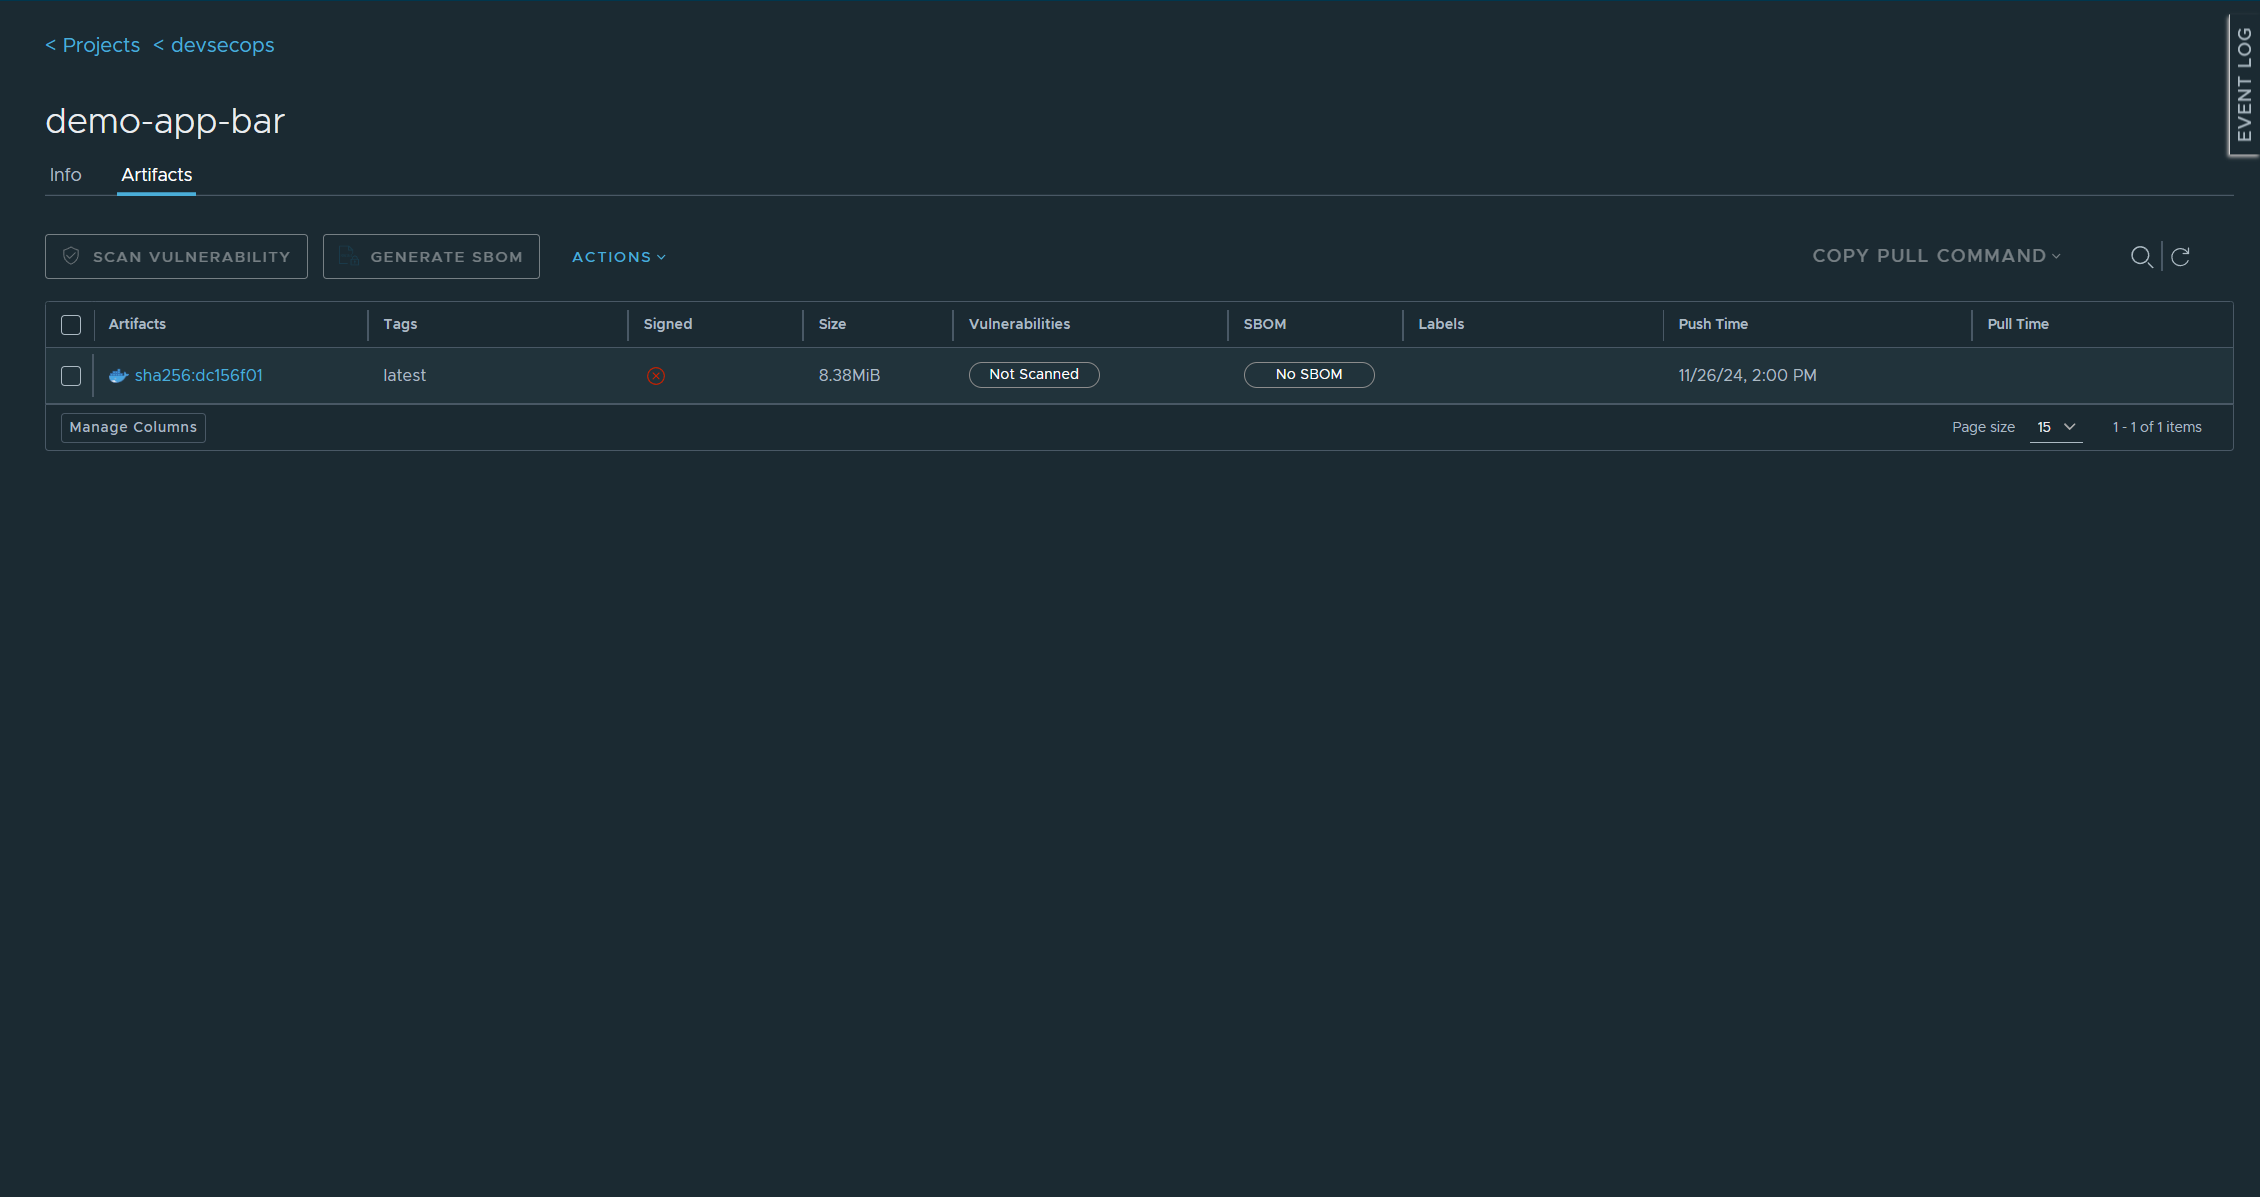 < Projects < devsecops
EVENT LOG
demo-app-bar
Info Artifacts
SCAN VULNERABILITY GENERATE SBOM ACTIONS COPY PULL COMMAND
Artifacts Tags Signed Size Vulnerabilities SBOM Labels Push Time Pull Time
sha256:dc156f01 latest 8.38MiB Not Scanned No SBOM 11/26/24, 2:00 PM
Manage Columns Page size 15 1 - 1 of 1 items